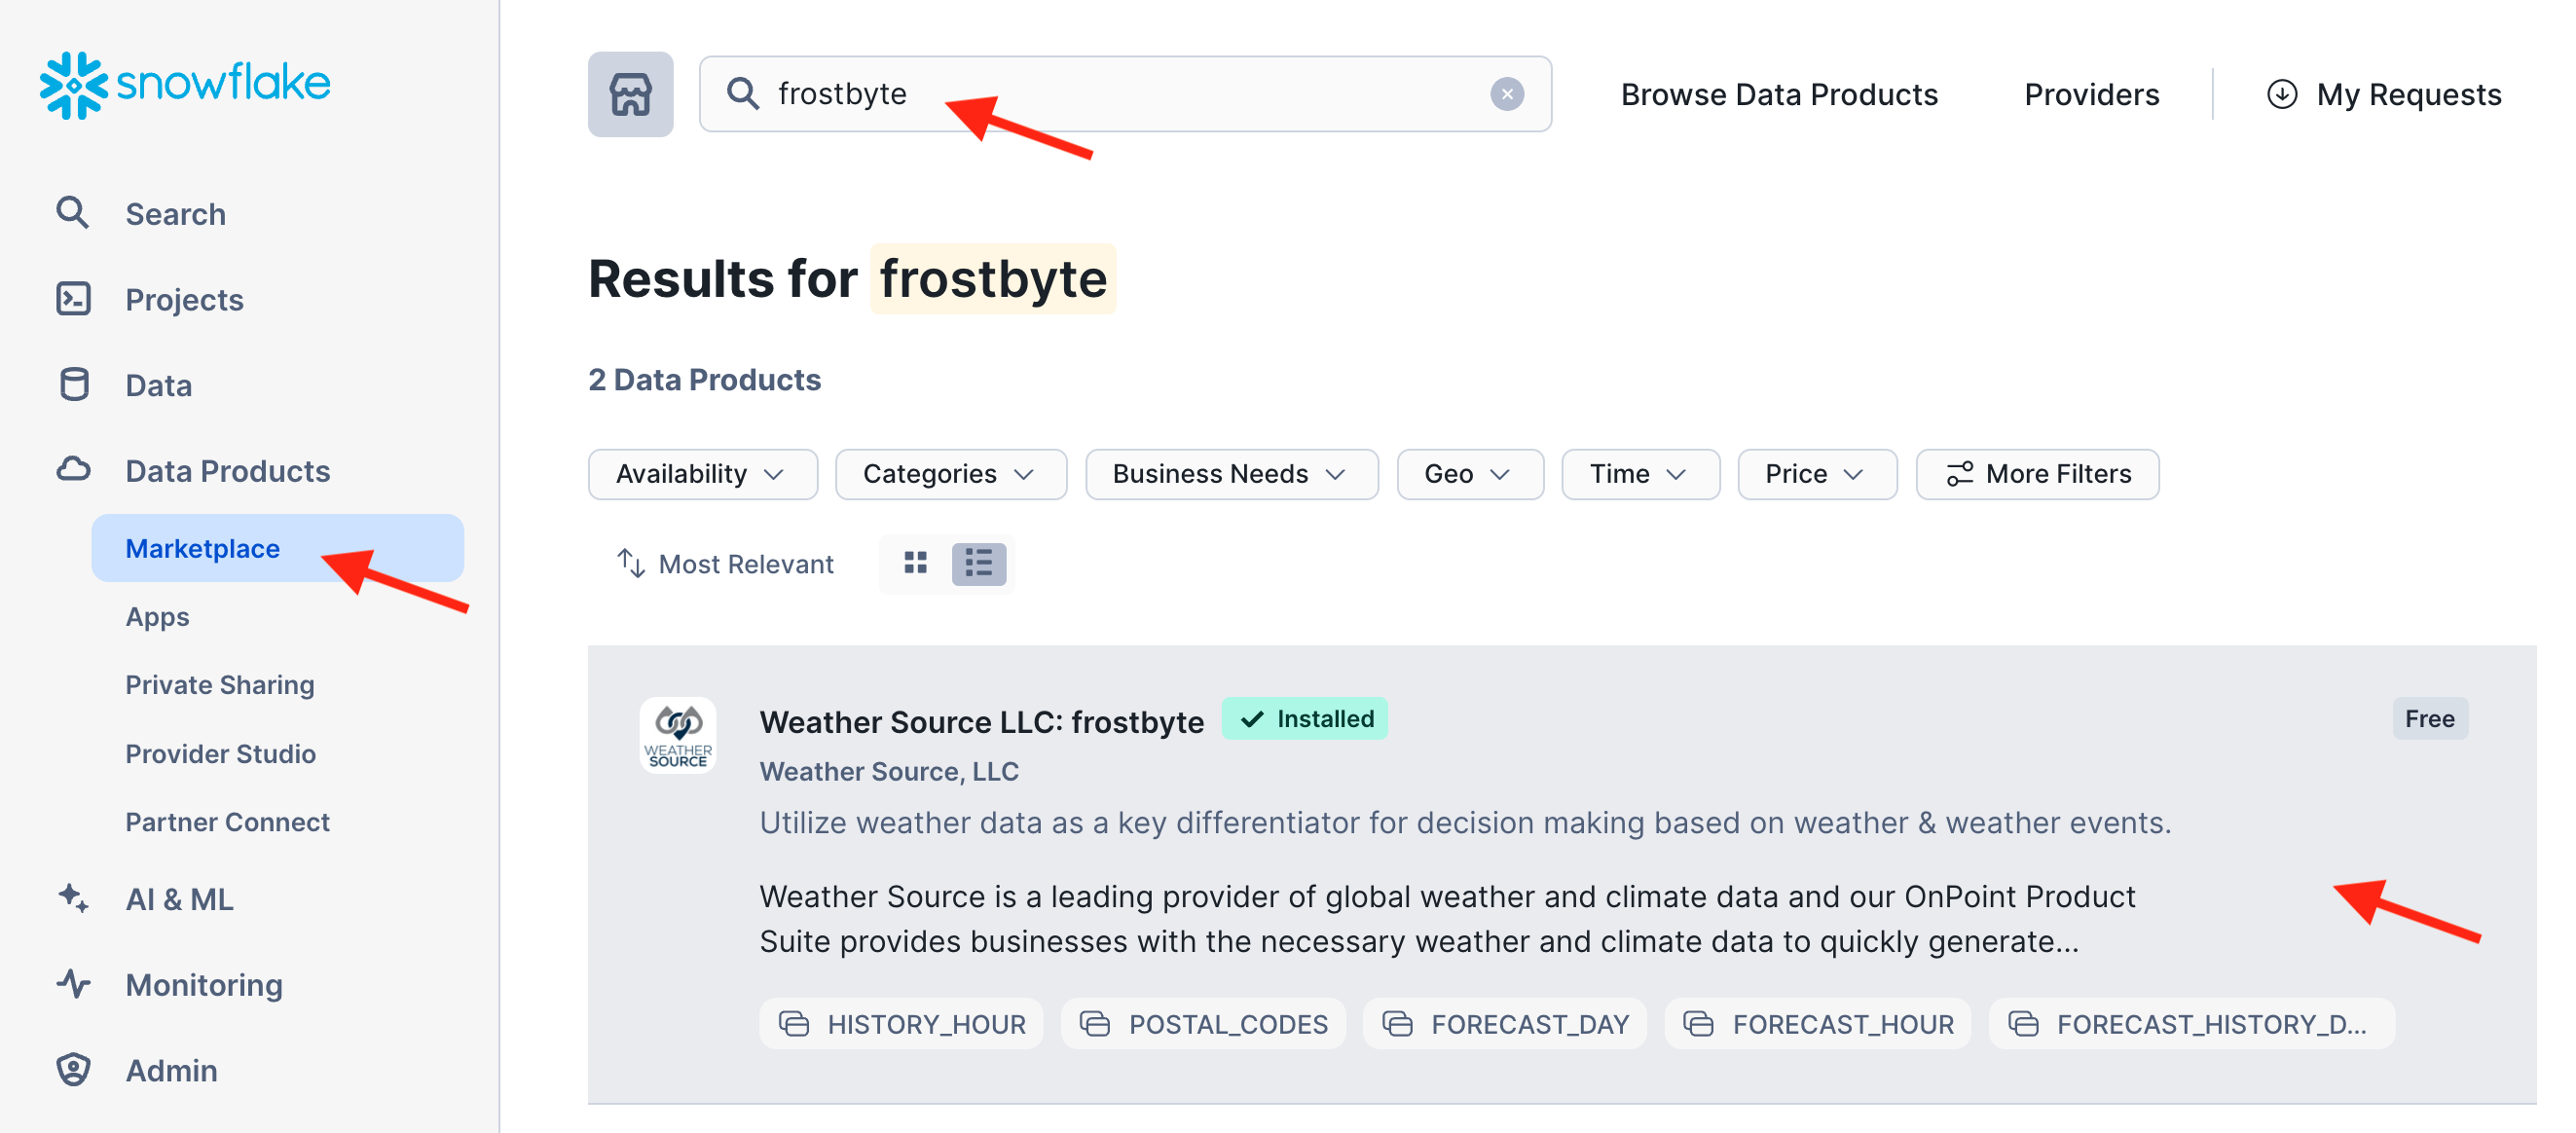 snowflake
Search
Projects
Data
Data Products
Marketplace
Apps
Private Sharing
Provider Studio
Partner Connect
AI & ML
Monitoring
Admin
frostbyte
Browse Data Products
Providers
My Requests
Results for frostbyte
2 Data Products
Availability
Categories
Business Needs
Geo
Time
Price
More Filters
Most Relevant
WEATHER
SOURCE
Weather Source LLC: frostbyte
Installed
Free
Weather Source, LLC
Utilize weather data as a key differentiator for decision making based on weather & weather events.
Weather Source is a leading provider of global weather and climate data and our OnPoint Product
Suite provides businesses with the necessary weather and climate data to quickly generate...
HISTORY_HOUR
POSTAL_CODES
FORECAST_DAY
FORECAST_HOUR
FORECAST_HISTORY_D...